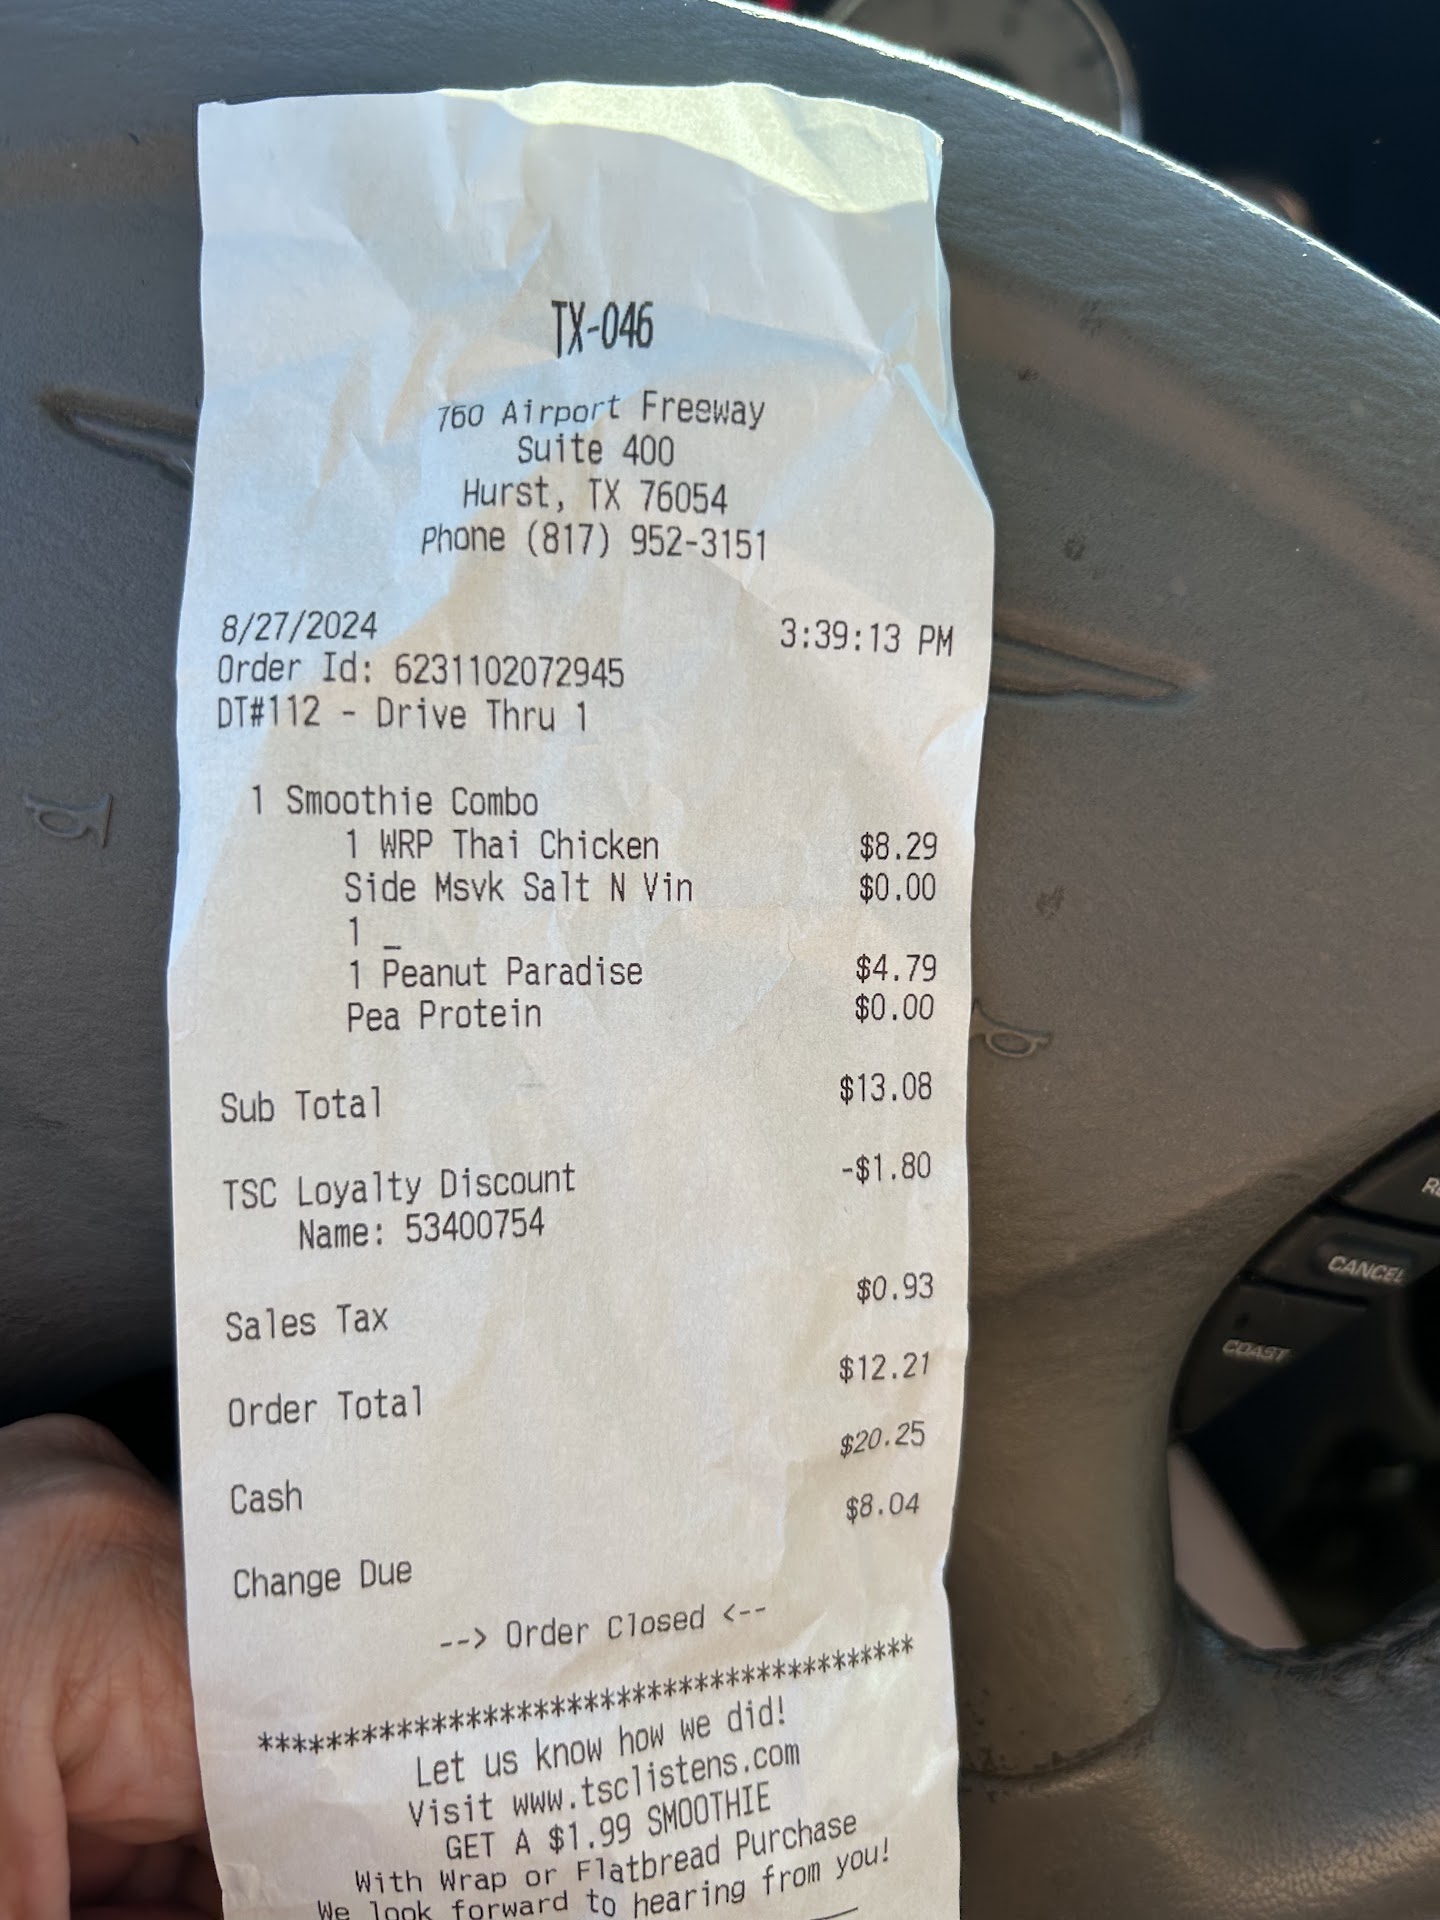 TX-046
760 Airport Freeway
Suite 400
Hurst, TX 76054
Phone (817) 952-3151
8/27/2024 3:39:13 PM
Order Id: 6231102072945
DT#112 - Drive Thru 1
1 Smoothie Combo
1 WRP Thai Chicken $8.29
Side Msvk Salt N Vin $0.00
1 _
1 Peanut Paradise $4.79
Pea Protein $0.00
Sub Total $13.08
TSC Loyalty Discount -$1.80
Name: 53400754
Sales Tax $0.93
Order Total $12.21
Cash $20.25
Change Due $8.04
--> Order Closed <--
*************************************
Let us know how we did!
Visit www.tsclistens.com
GET A $1.99 SMOOTHIE
With Wrap or Flatbread Purchase
We look forward to hearing from you!
CANCEL
COAST